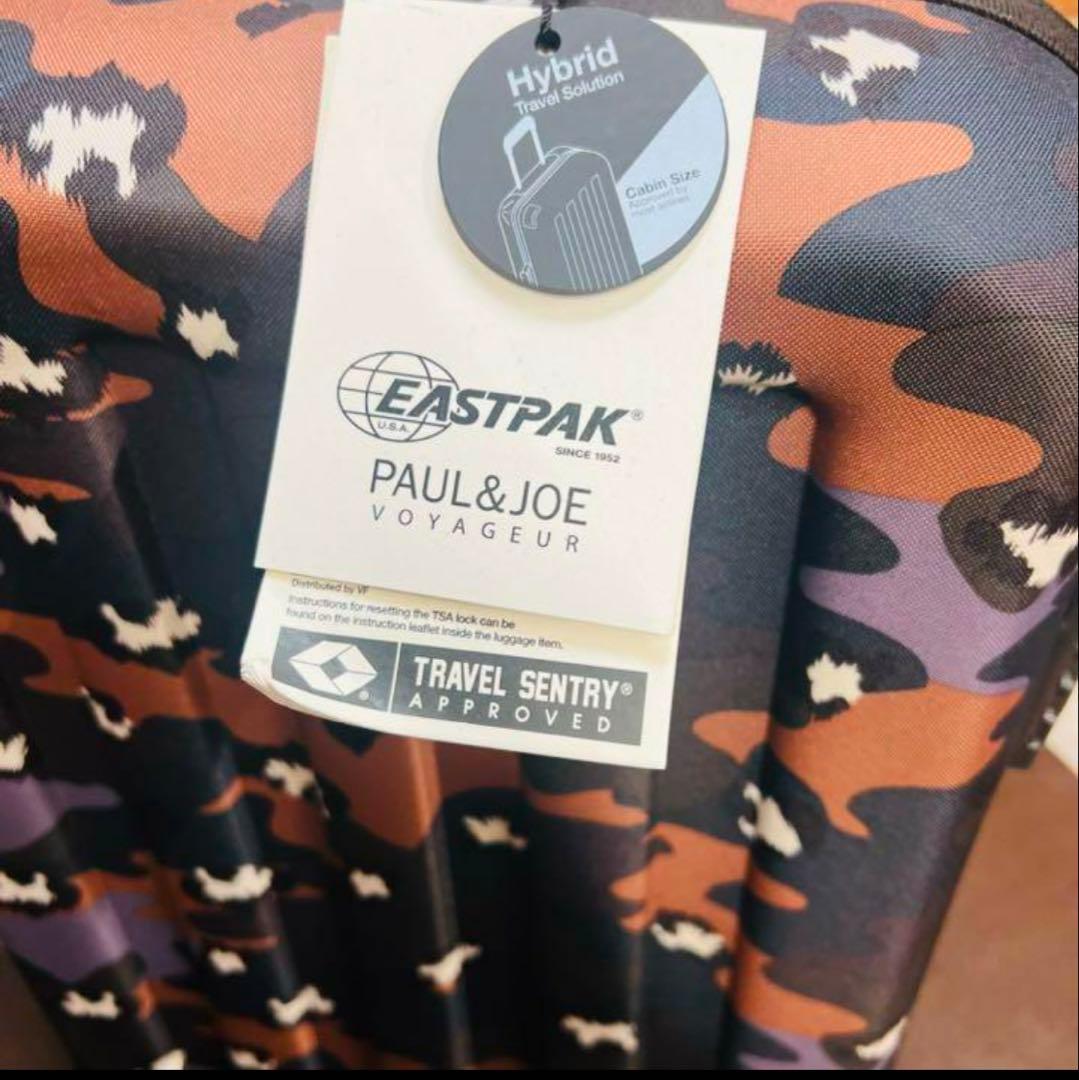 Hybrid
Travel Solution
Cabin Size
Approved by
most airlines
EASTPAK®
U.S.A.
SINCE 1952
PAUL&JOE
VOYAGEUR
Distributed by VF
Instructions for resetting the TSA lock can be
found on the instruction leaflet inside the luggage item.
TRAVEL SENTRY®
APPROVED
®